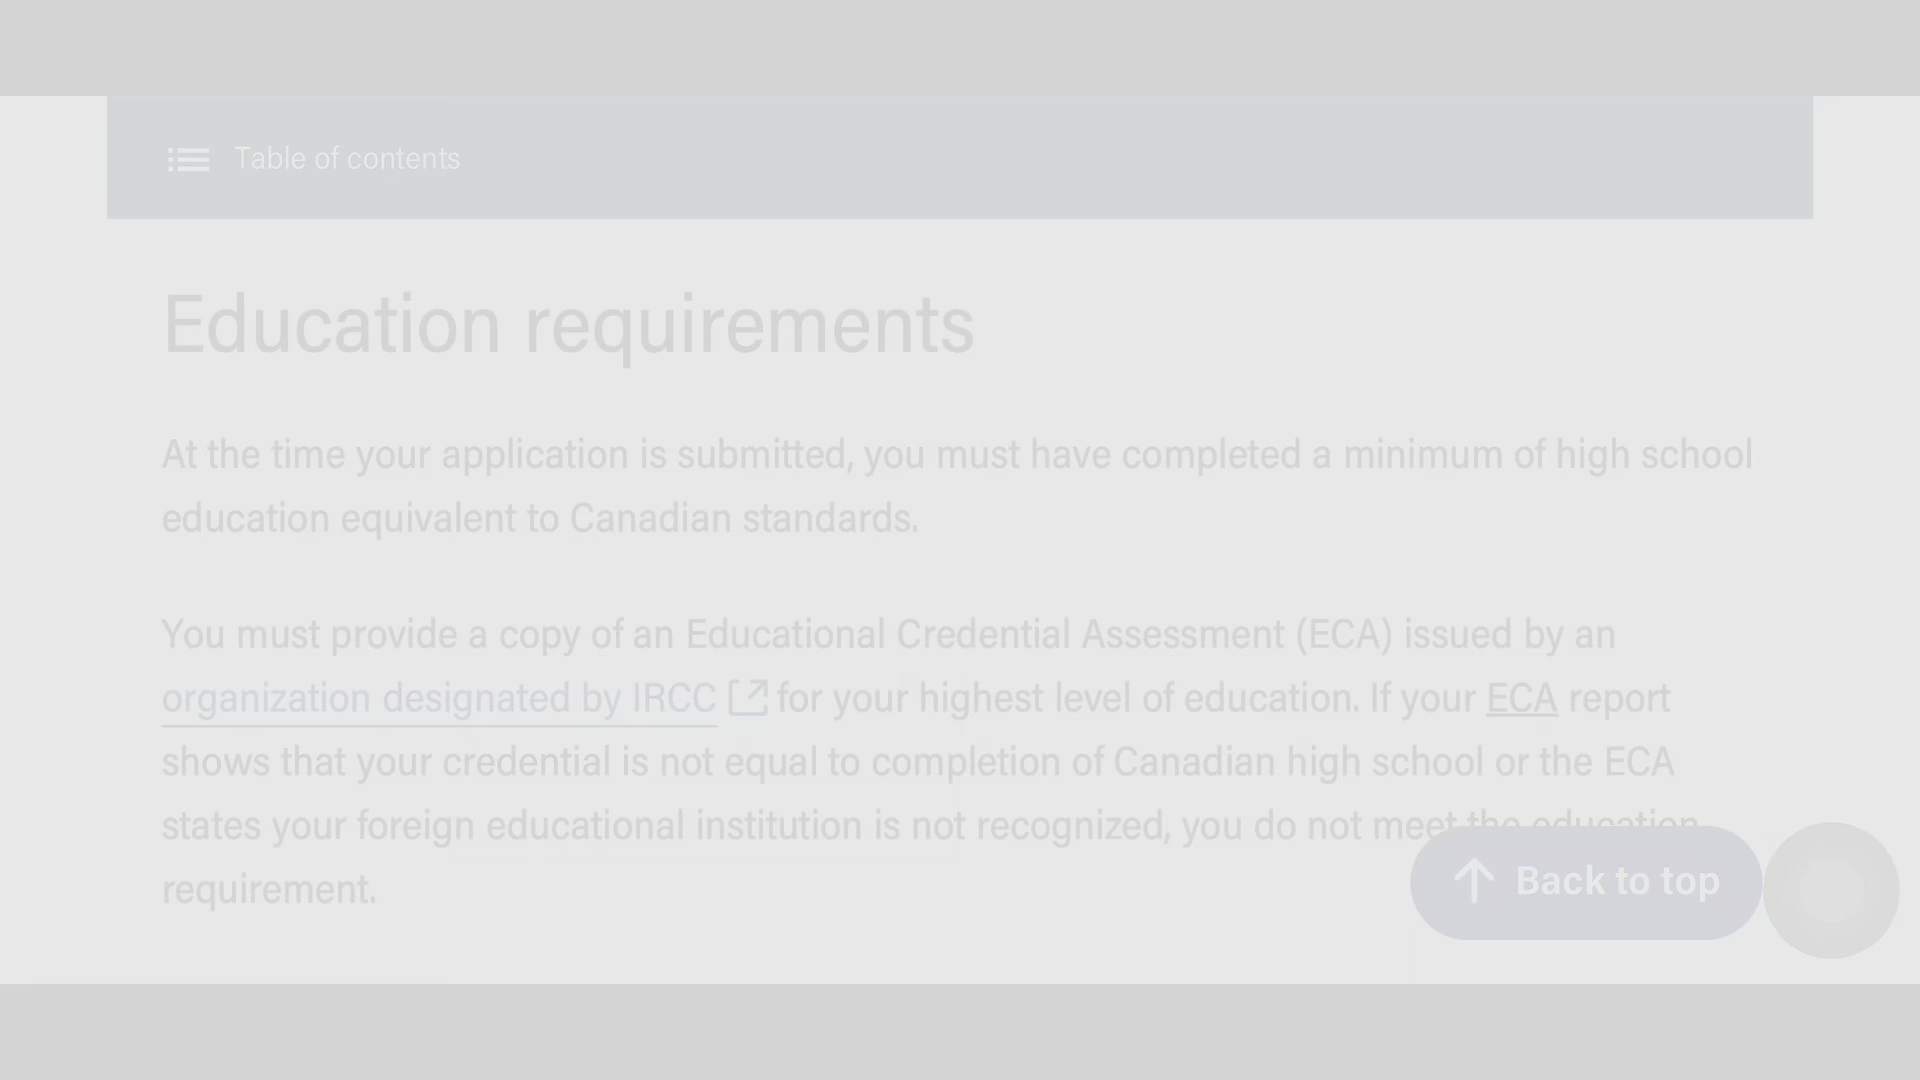 Table of contents
Education requirements
At the time your application is submitted, you must have completed a minimum of high school
education equivalent to Canadian standards.
You must provide a copy of an Educational Credential Assessment (ECA) issued by an
organization designated by IRCC for your highest level of education. If your ECA report
shows that your credential is not equal to completion of Canadian high school or the ECA
states your foreign educational institution is not recognized, you do not meet the education
requirement.
Back to top